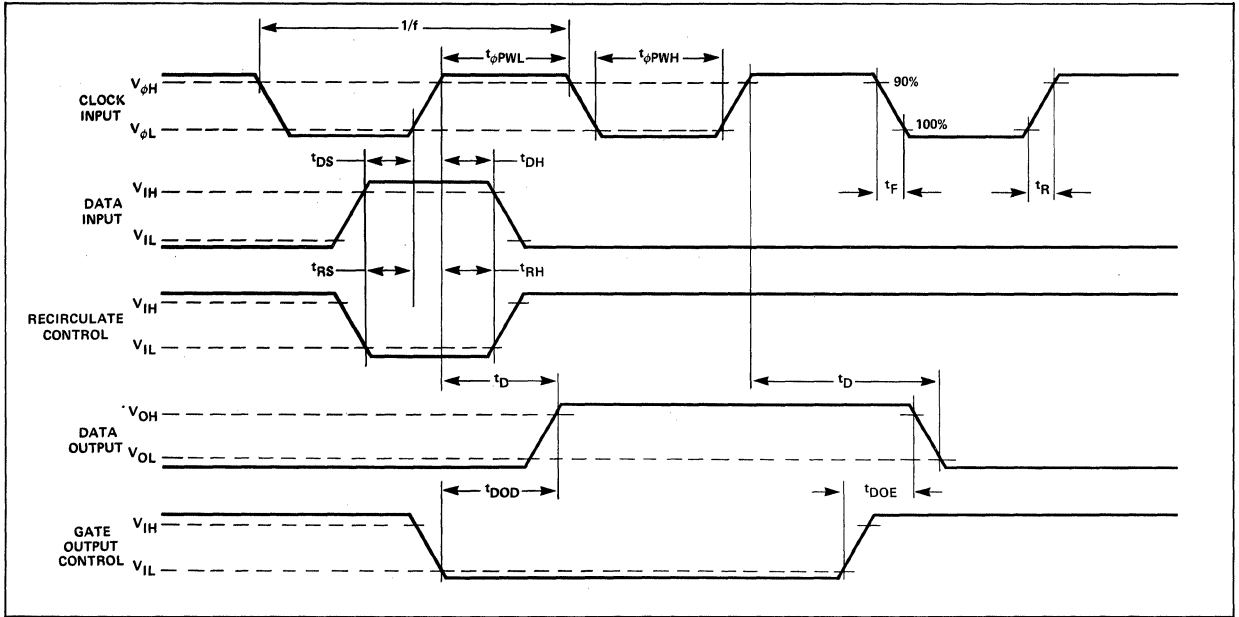 1/f
tφPWL
tφPWH
CLOCK
INPUT
VφH
VφL
90%
100%
tDS
tDH
tF
tR
DATA
INPUT
VIH
VIL
tRS
tRH
RECIRCULATE
CONTROL
VIH
VIL
tD
tD
DATA
OUTPUT
VOH
VOL
tDOD
tDOE
GATE
OUTPUT
CONTROL
VIH
VIL